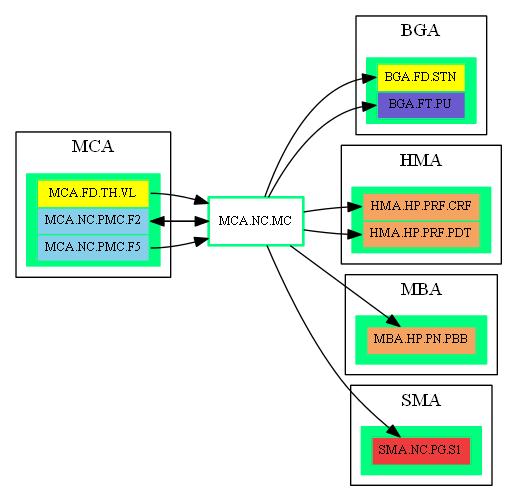 MCA
MCA.FD.TH.VL
MCA.NC.PMC.F2
MCA.NC.PMC.F5
MCA.NC.MC
BGA
BGA.FD.STN
BGA.FT.PU
HMA
HMA.HP.PRF.CRF
HMA.HP.PRF.PDT
MBA
MBA.HP.PN.PBB
SMA
SMA.NC.PG.S1